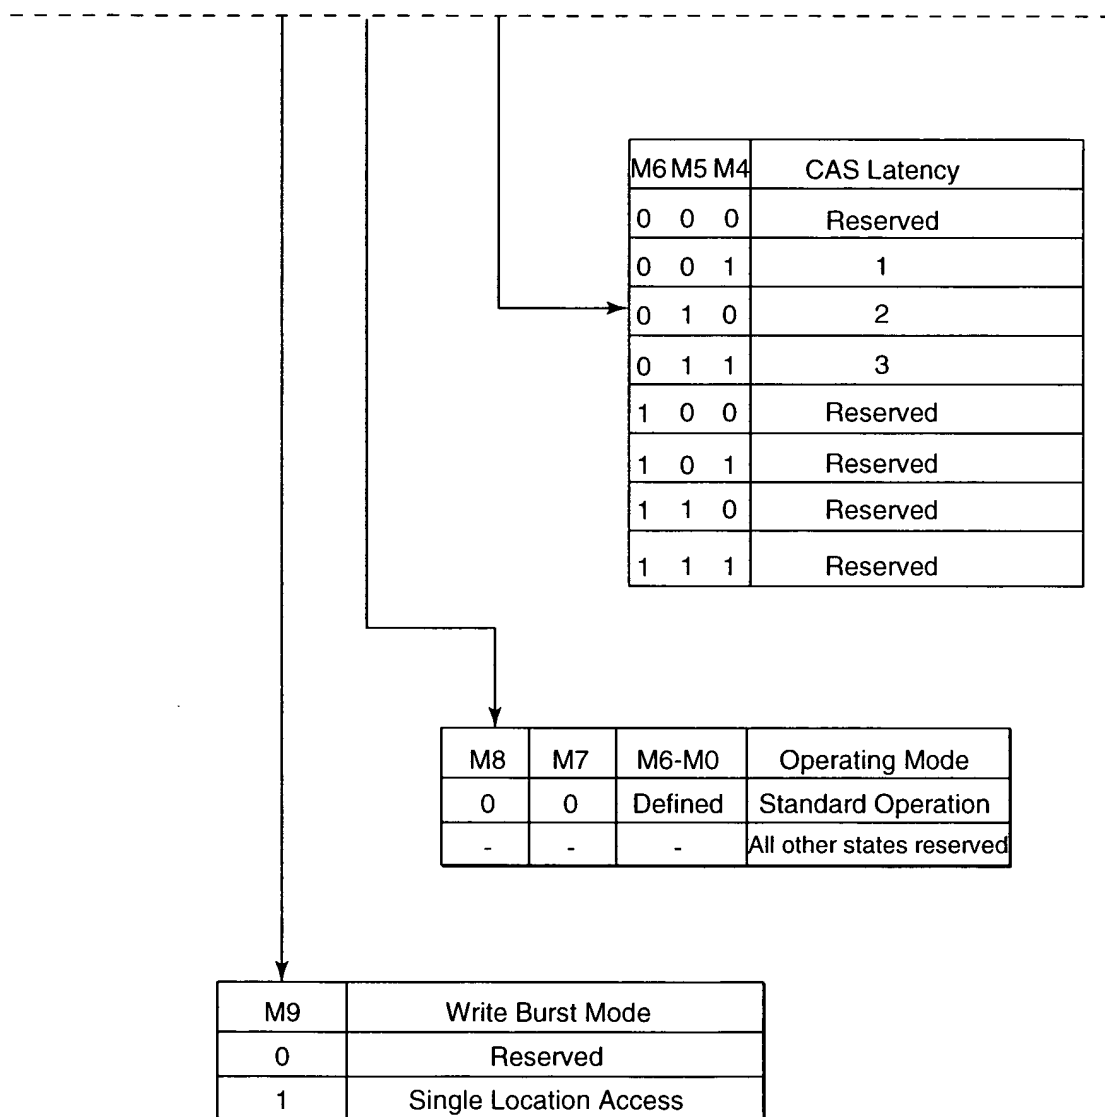 M6 M5 M4 CAS Latency
0 0 0 Reserved
0 0 1 1
0 1 0 2
0 1 1 3
1 0 0 Reserved
1 0 1 Reserved
1 1 0 Reserved
1 1 1 Reserved
M8 M7 M6-M0 Operating Mode
0 0 Defined Standard Operation
- - - All other states reserved
M9 Write Burst Mode
0 Reserved
1 Single Location Access